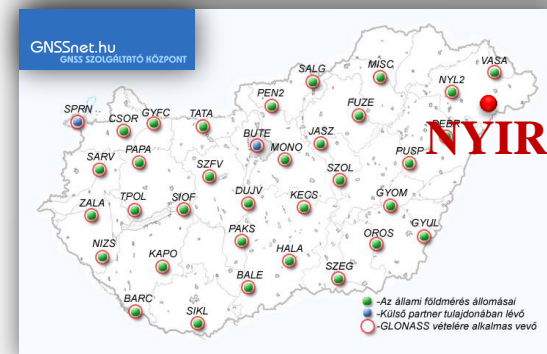 GNSSnet.hu
GNSS SZOLGÁLTATÓ KÖZPONT
VASA
MISC
SALG
NYL2
PEN2
SPRN
GYFC
FUZE
CSOR
TATA
NYIR
BUTE
JASZ
MONO
PAPA
SARV
PUSP
SZFV
SZOL
DUJV
TPOL
SIOF
GYOM
ZALA
KECS
GYUL
PAKS
OROS
NIZS
HALA
KAPO
SZEG
BALE
BARC
SIKL
-Az állami földmérés állomásai
-Külső partner tulajdonában lévő
-GLONASS vételére alkalmas vevő